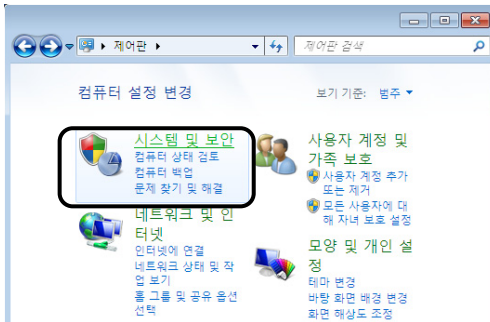 제어판
제어판 검색
컴퓨터 설정 변경
보기 기준: 범주
시스템 및 보안
컴퓨터 상태 검토
컴퓨터 백업
문제 찾기 및 해결
네트워크 및 인
터넷
인터넷에 연결
네트워크 상태 및 작
업 보기
홈 그룹 및 공유 옵션
선택
사용자 계정 및
가족 보호
사용자 계정 추가
또는 제거
모든 사용자에 대
해 자녀 보호 설정
모양 및 개인 설
정
테마 변경
바탕 화면 배경 변경
화면 해상도 조정